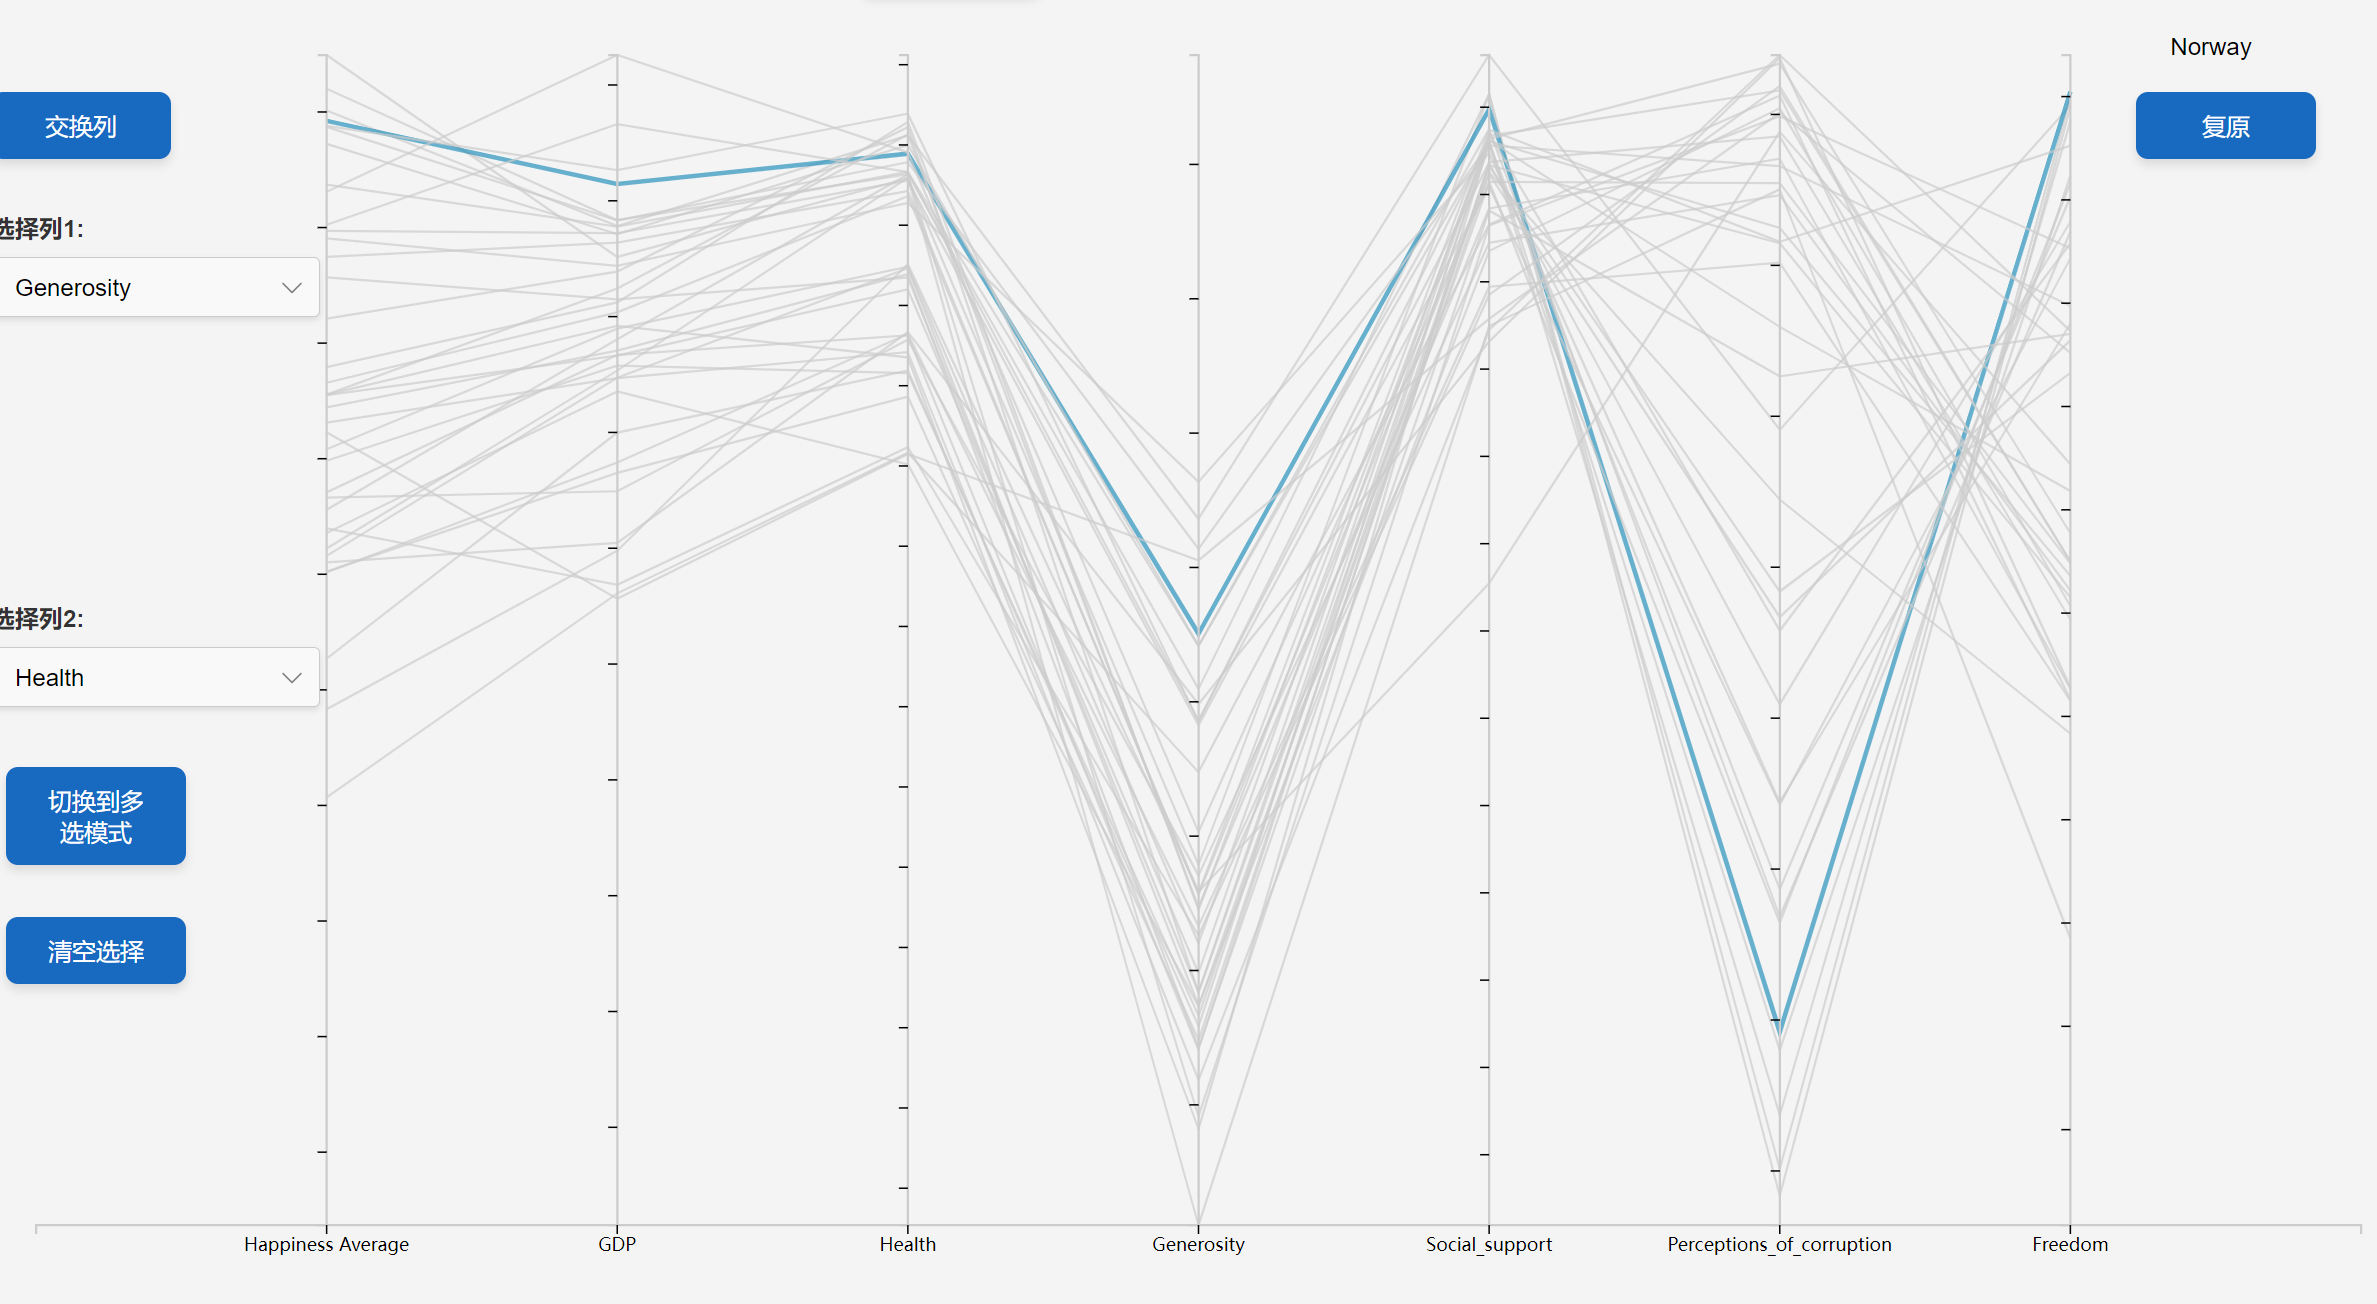 Norway
交换列
复原
选择列1:
Generosity
选择列2:
Health
切换到多
选模式
清空选择
Happiness Average
GDP
Health
Generosity
Social_support
Perceptions_of_corruption
Freedom